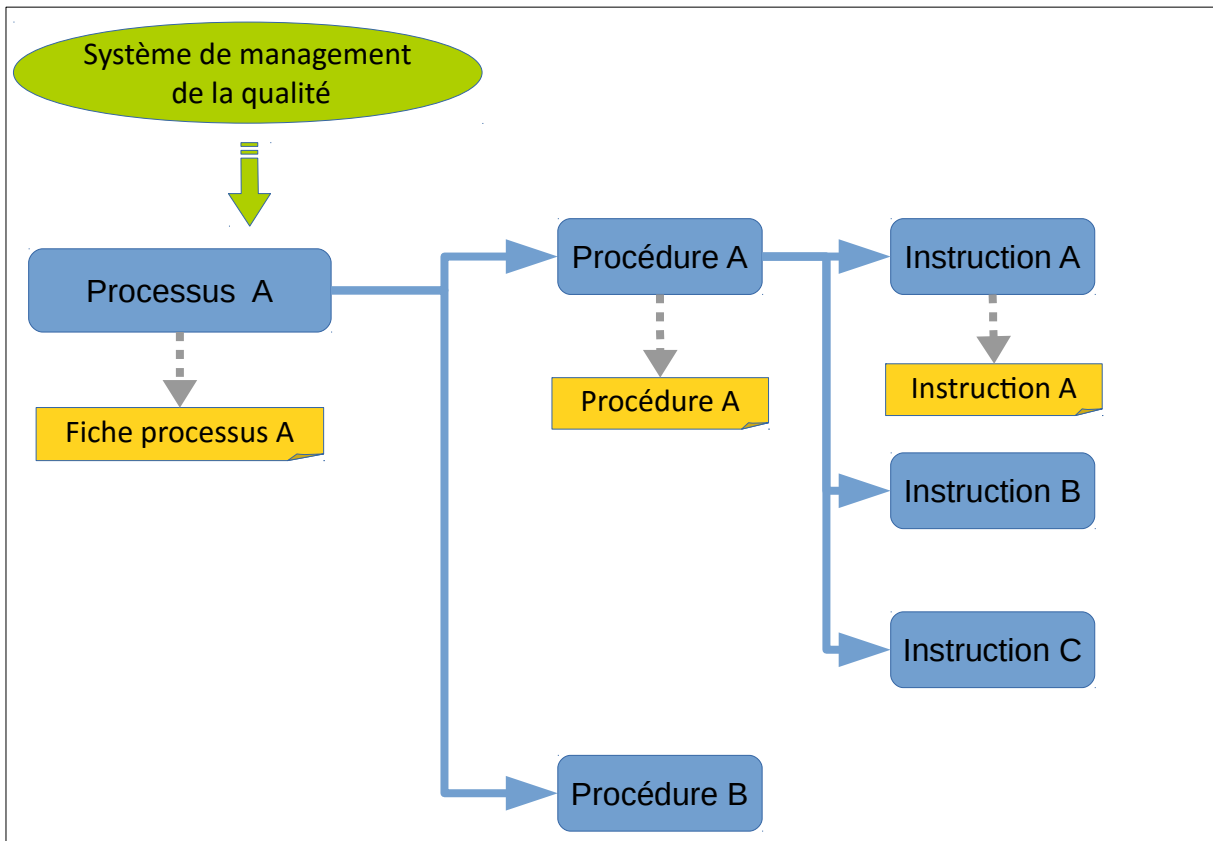 Système de management
de la qualité
Processus A
Procédure A
Instruction A
Fiche processus A
Procédure A
Instruction A
Instruction B
Instruction C
Procédure B